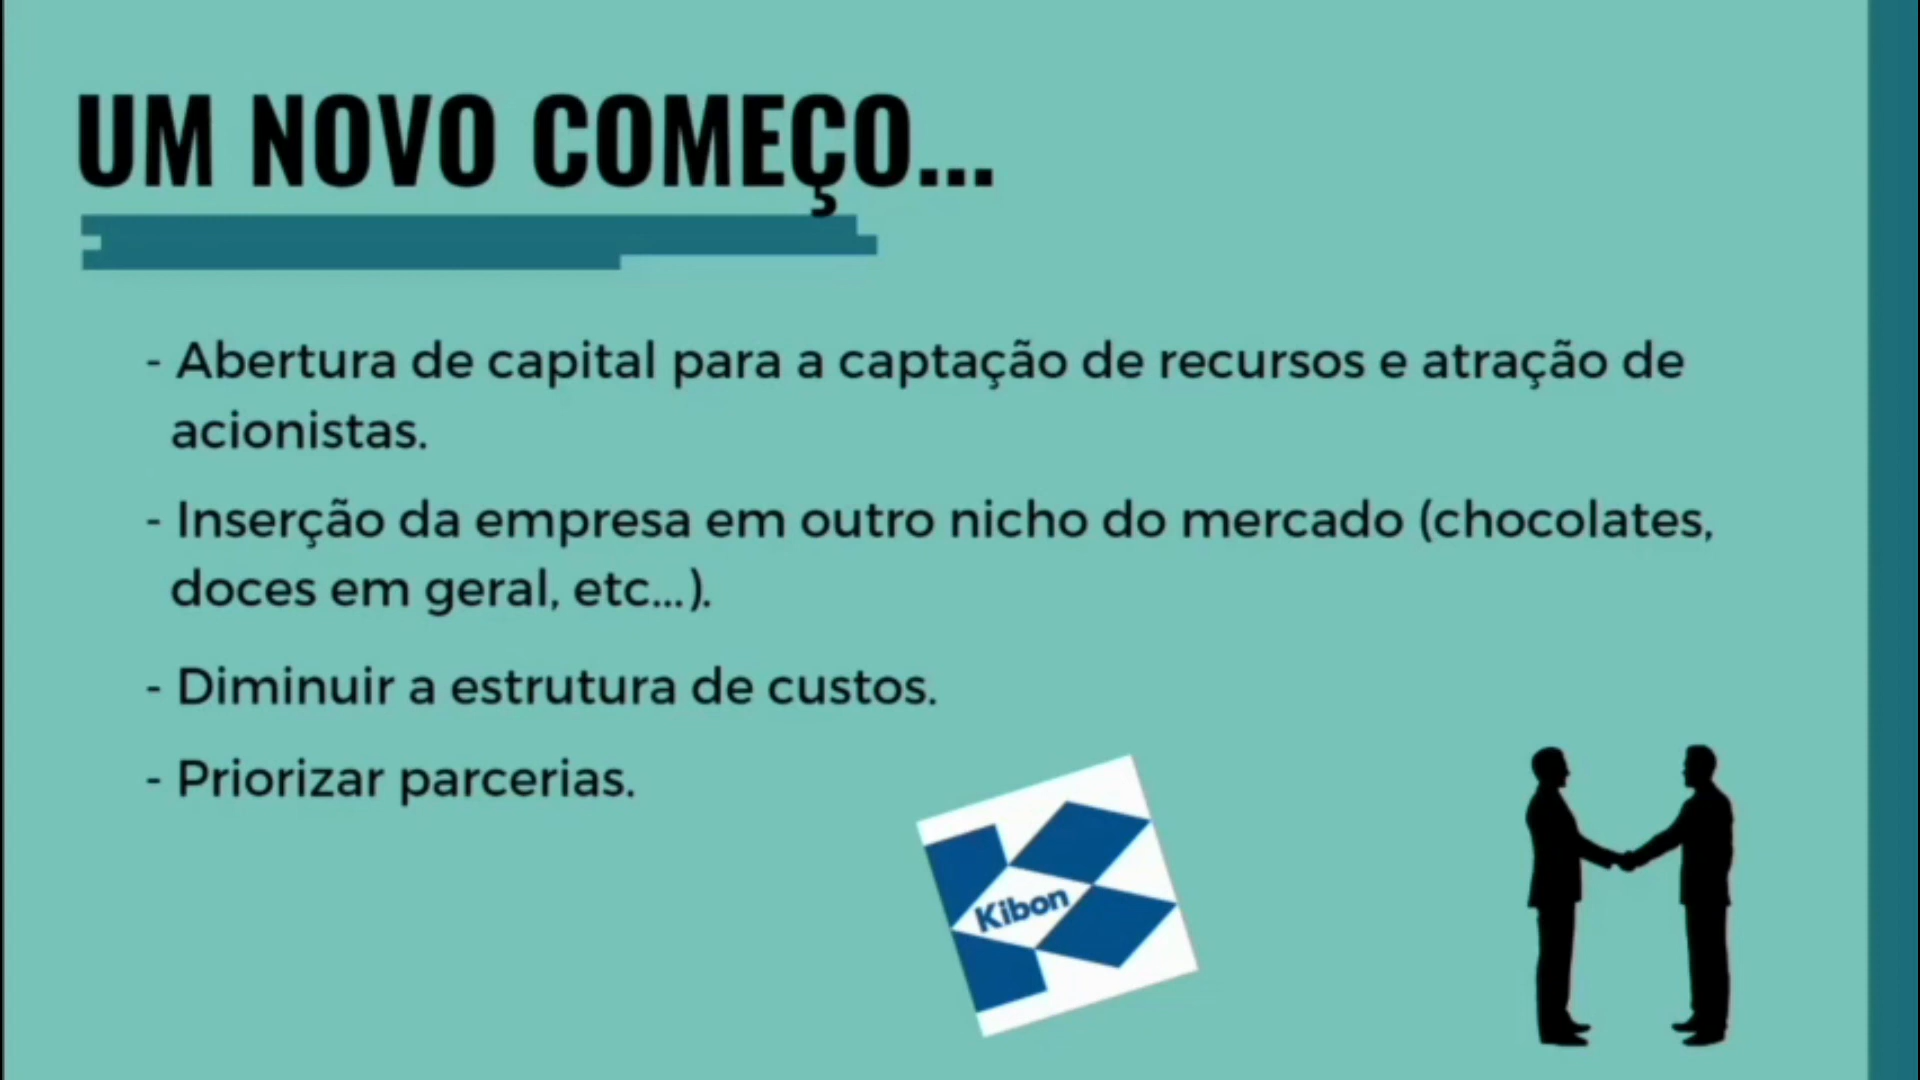 UM NOVO COMEÇO...
- Abertura de capital para a captação de recursos e atração de
acionistas.
- Inserção da empresa em outro nicho do mercado (chocolates,
doces em geral, etc...).
- Diminuir a estrutura de custos.
- Priorizar parcerias.
Kibon